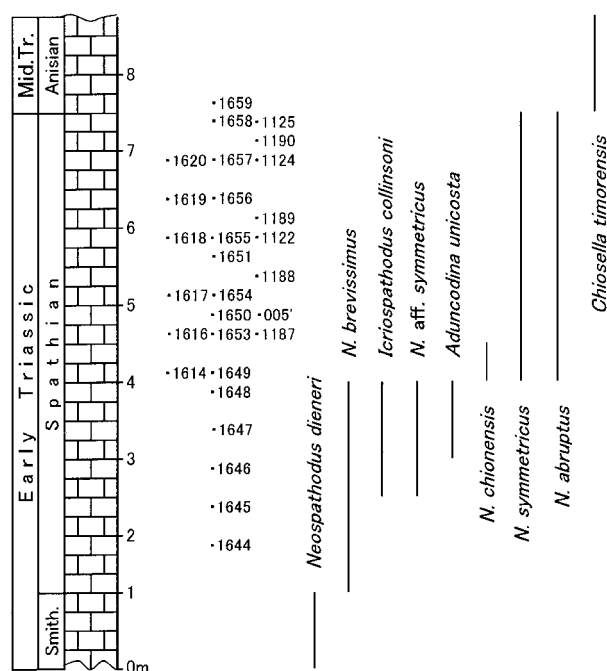 Mid.Tr.
Anisian
Early Triassic
Spathian
Smith.
8
7
6
5
4
3
2
1
0m
·1659
·1658 ·1125
·1190
·1620 ·1657 ·1124
·1619 ·1656
·1189
·1618 ·1655 ·1122
·1651
·1188
·1617 ·1654
·1650 ·005'
·1616 ·1653 ·1187
·1614 ·1649
·1648
·1647
·1646
·1645
·1644
Neospathodus dieneri
N. brevissimus
Icriospathodus collinsoni
N. aff. symmetricus
Aduncodina unicosta
N. chionensis
N. symmetricus
N. abruptus
Chiosella timorensis